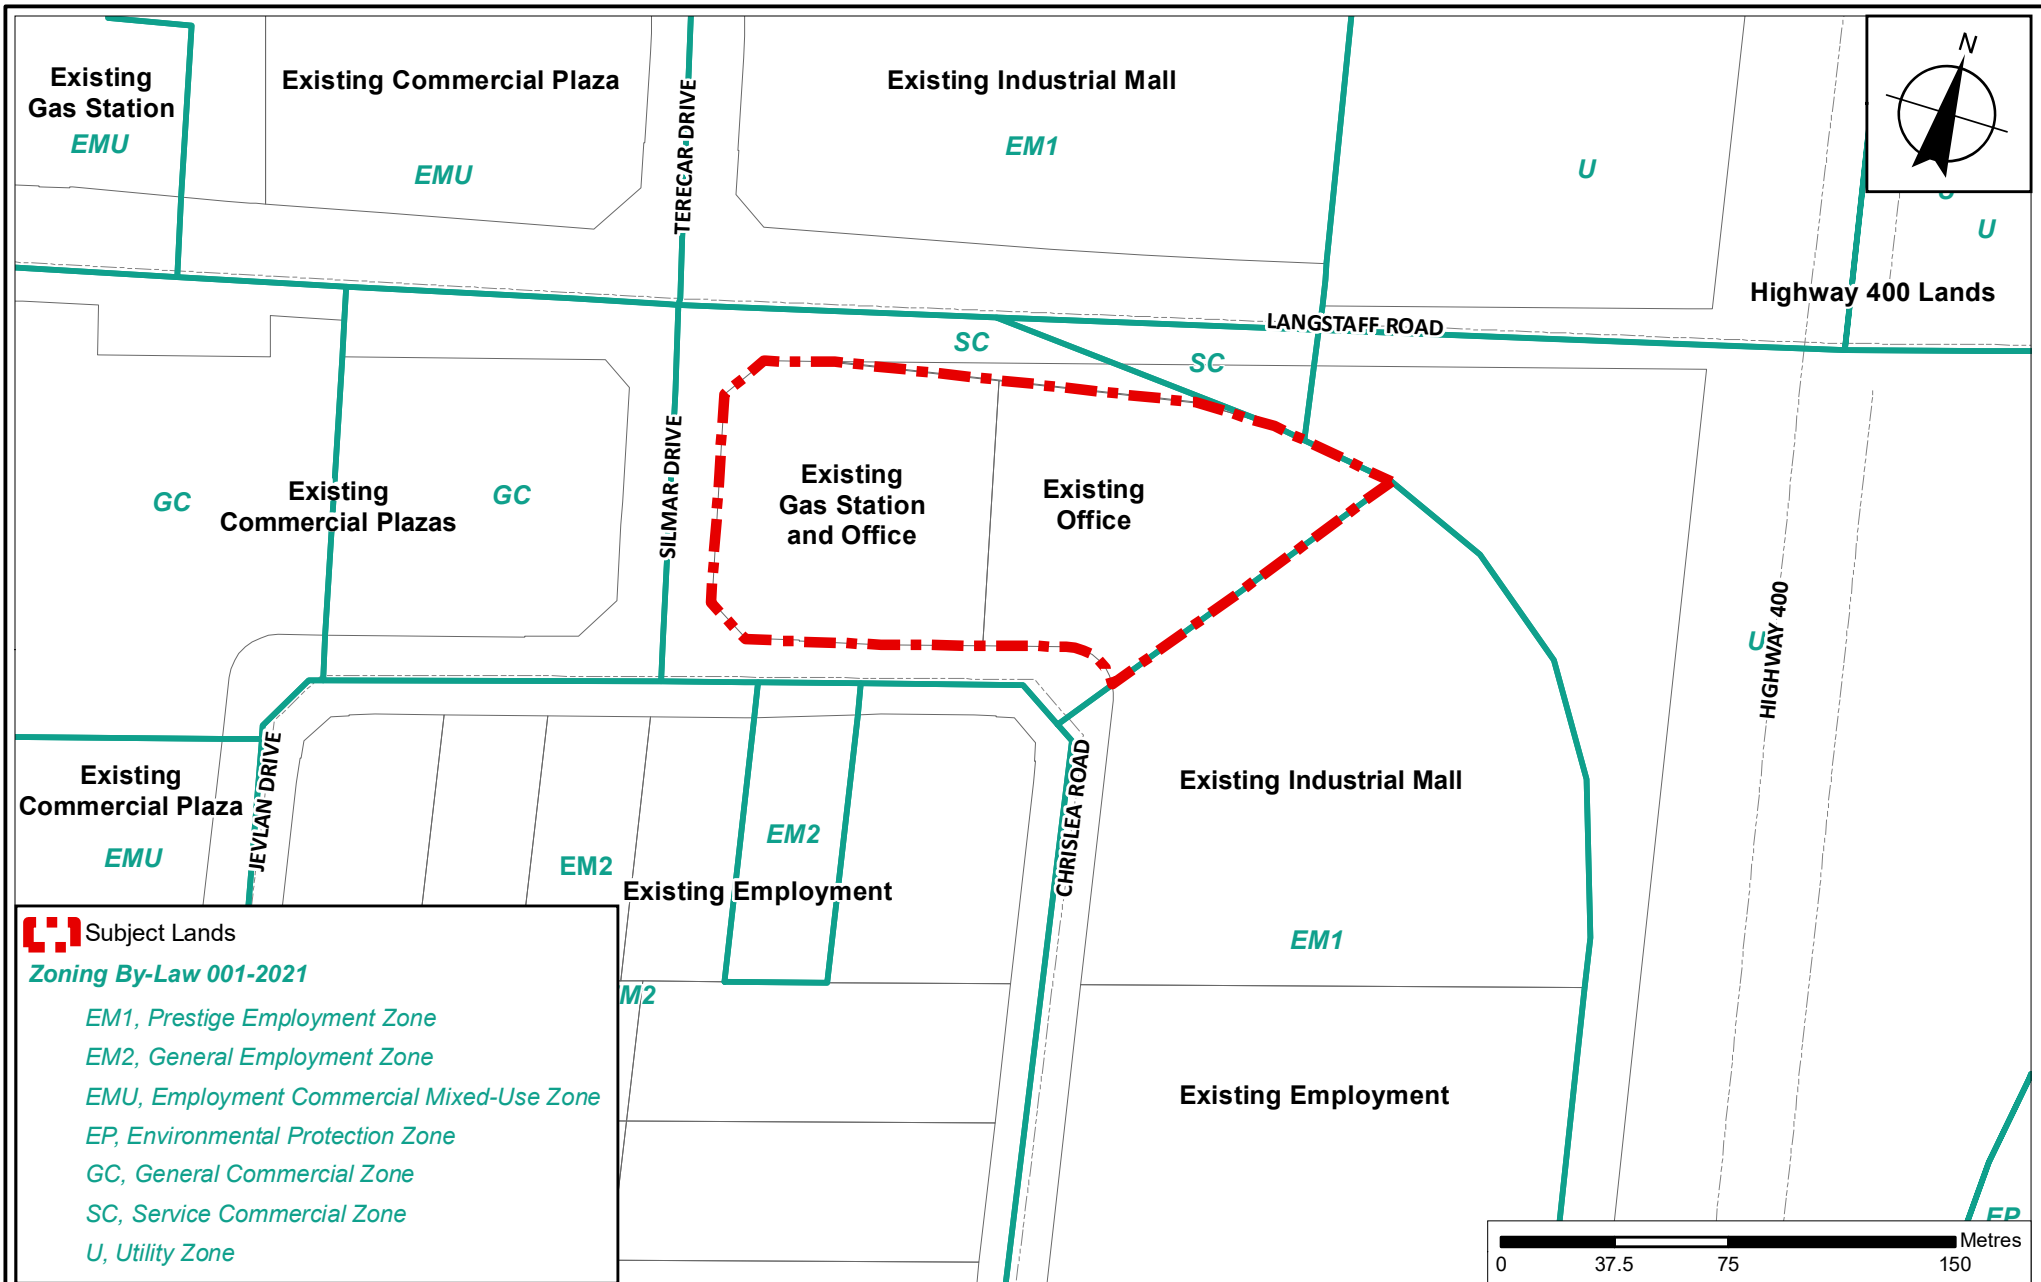 Existing
Gas Station
EMU
Existing Commercial Plaza
EMU
TERECAR DRIVE
Existing Industrial Mall
EM1
U
N
U
U
Highway 400 Lands
LANGSTAFF ROAD
SC
SC
GC
Existing
Commercial Plazas
GC
SILMAR DRIVE
Existing
Gas Station
and Office
Existing
Office
U
HIGHWAY 400
Existing
Commercial Plaza
EMU
JEVLAN DRIVE
EM2
EM2
Existing Employment
M2
CHRISLEA ROAD
Existing Industrial Mall
EM1
Existing Employment
EP
Subject Lands
Zoning By-Law 001-2021
EM1, Prestige Employment Zone
EM2, General Employment Zone
EMU, Employment Commercial Mixed-Use Zone
EP, Environmental Protection Zone
GC, General Commercial Zone
SC, Service Commercial Zone
U, Utility Zone
Metres
0 37.5 75 150